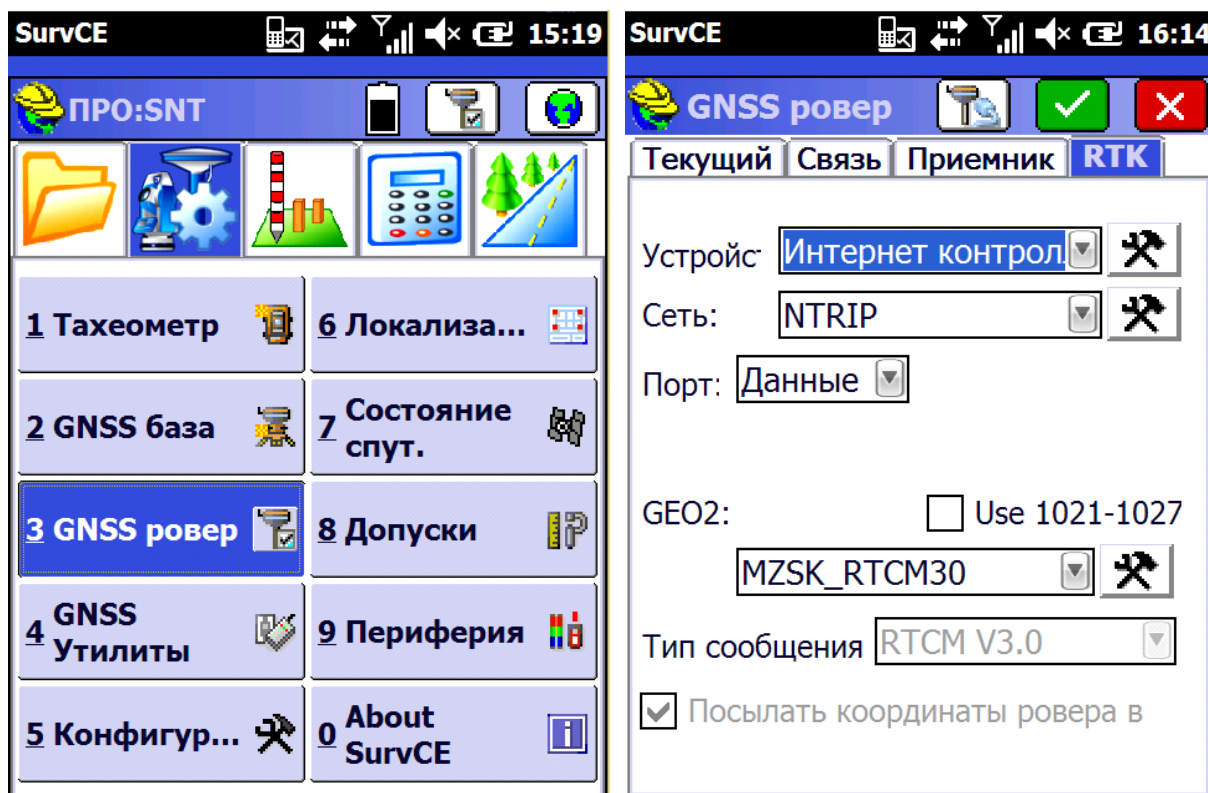 SurvCE
15:19
ПРО:SNT
1 Тахеометр
6 Локализа...
2 GNSS база
7 Состояние
спут.
3 GNSS ровер
8 Допуски
4 GNSS
Утилиты
9 Периферия
5 Конфигур...
0 About
SurvCE
SurvCE
16:14
GNSS ровер
Текущий Связь Приемник RTK
Устройс Интернет контрол
Сеть: NTRIP
Порт: Данные
GEO2: Use 1021-1027
MZSK_RTCM30
Тип сообщения RTCM V3.0
Посылать координаты ровера в